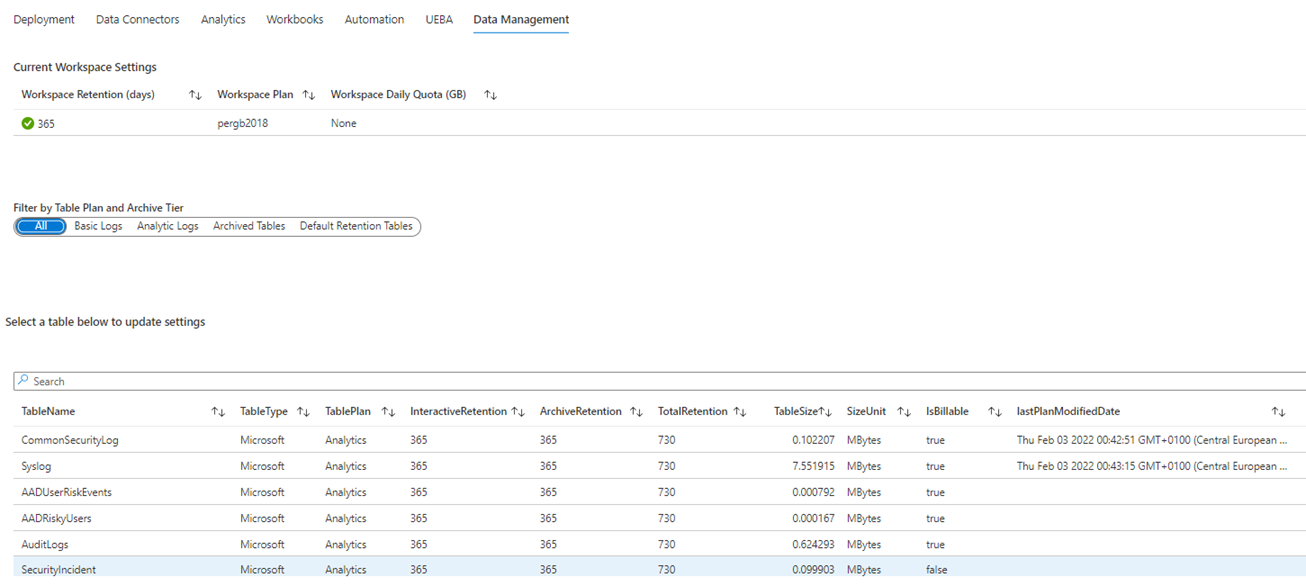 Deployment Data Connectors Analytics Workbooks Automation UEBA Data Management
Current Workspace Settings
Workspace Retention (days) Workspace Plan Workspace Daily Quota (GB)
365 pergb2018 None
Filter by Table Plan and Archive Tier
All Basic Logs Analytic Logs Archived Tables Default Retention Tables
Select a table below to update settings
Search
TableName TableType TablePlan InteractiveRetention ArchiveRetention TotalRetention TableSize SizeUnit IsBillable lastPlanModifiedDate
CommonSecurityLog Microsoft Analytics 365 365 730 0.102207 MBytes true Thu Feb 03 2022 00:42:51 GMT+0100 (Central European ...
Syslog Microsoft Analytics 365 365 730 7.551915 MBytes true Thu Feb 03 2022 00:43:15 GMT+0100 (Central European ...
AADUserRiskEvents Microsoft Analytics 365 365 730 0.000792 MBytes true
AADRiskyUsers Microsoft Analytics 365 365 730 0.000167 MBytes true
AuditLogs Microsoft Analytics 365 365 730 0.624293 MBytes true
SecurityIncident Microsoft Analytics 365 365 730 0.099903 MBytes false